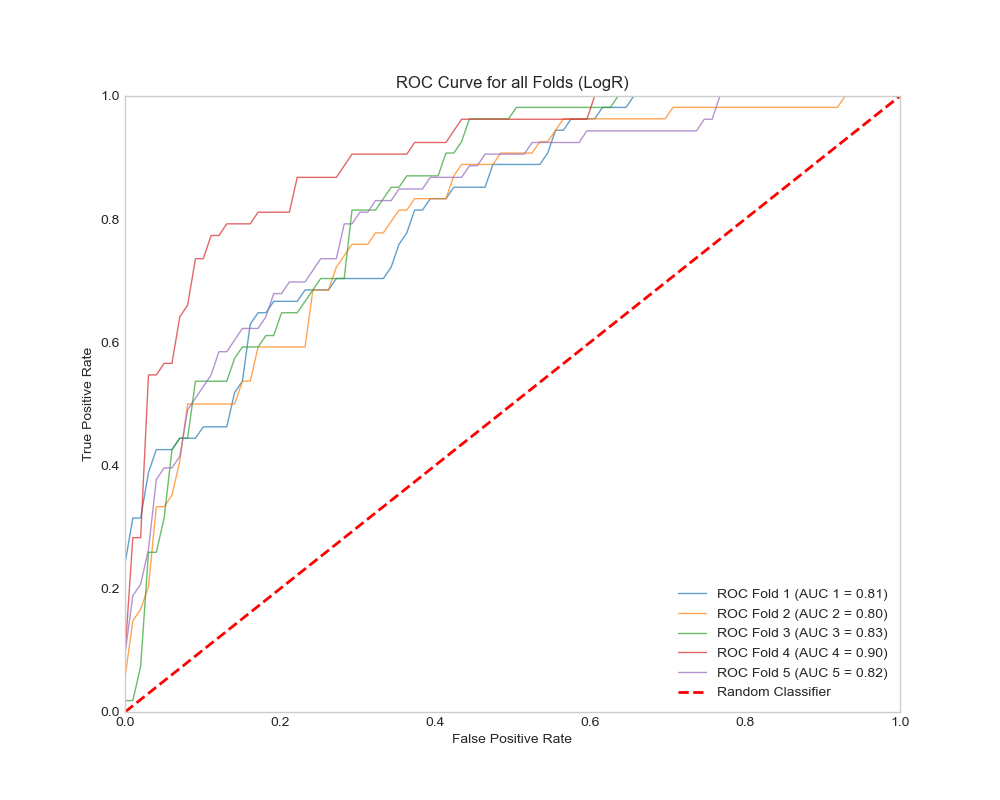 ROC Curve for all Folds (LogR)
1.0
0.8
0.6
0.4
0.2
0.0
True Positive Rate
0.0 0.2 0.4 0.6 0.8 1.0
False Positive Rate
ROC Fold 1 (AUC 1 = 0.81)
ROC Fold 2 (AUC 2 = 0.80)
ROC Fold 3 (AUC 3 = 0.83)
ROC Fold 4 (AUC 4 = 0.90)
ROC Fold 5 (AUC 5 = 0.82)
Random Classifier